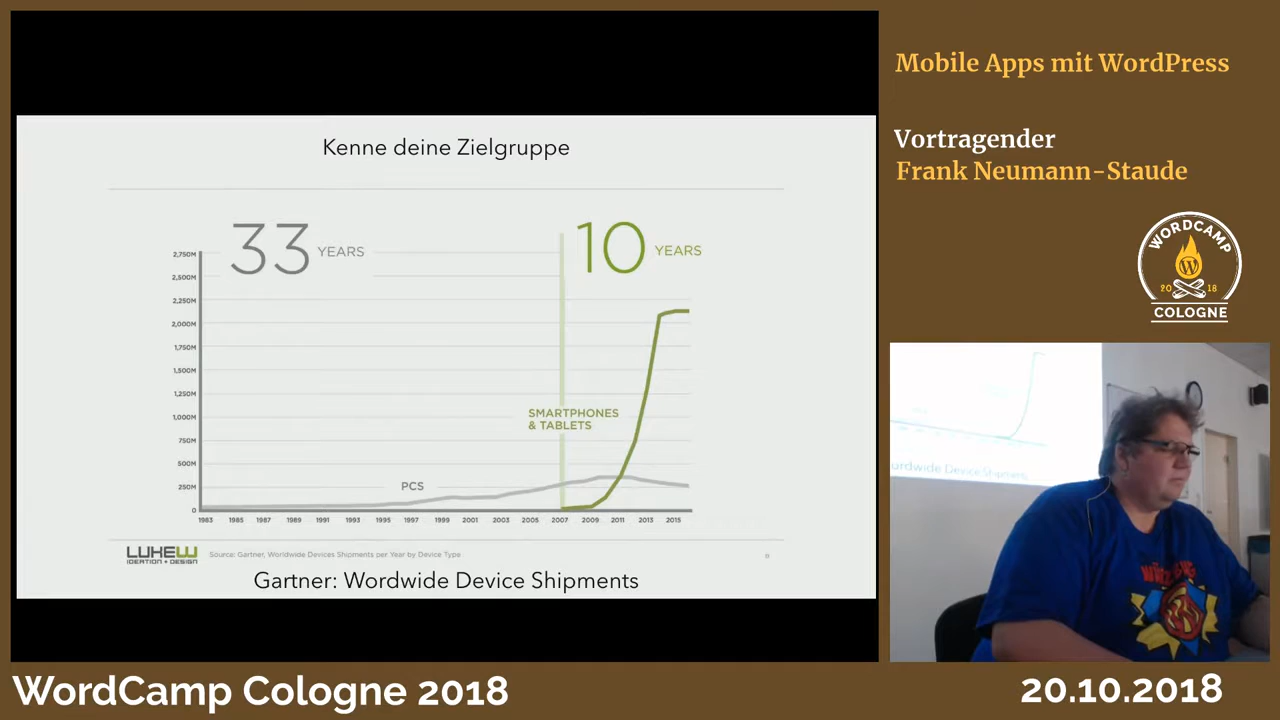 Kenne deine Zielgruppe
33 YEARS
10 YEARS
2,750M
2,500M
2,250M
2,000M
1,750M
1,500M
1,250M
1,000M
750M
500M
250M
0
SMARTPHONES
& TABLETS
PCS
1983 1985 1987 1989 1991 1993 1995 1997 1999 2001 2003 2005 2007 2009 2011 2013 2015
LUKEW
IDEATION + DESIGN
Source: Gartner, Worldwide Devices Shipments per Year by Device Type
Gartner: Wordwide Device Shipments
Mobile Apps mit WordPress
Vortragender
Frank Neumann-Staude
WORDCAMP
20 18
COLOGNE
Device Shipments
WordCamp Cologne 2018
20.10.2018